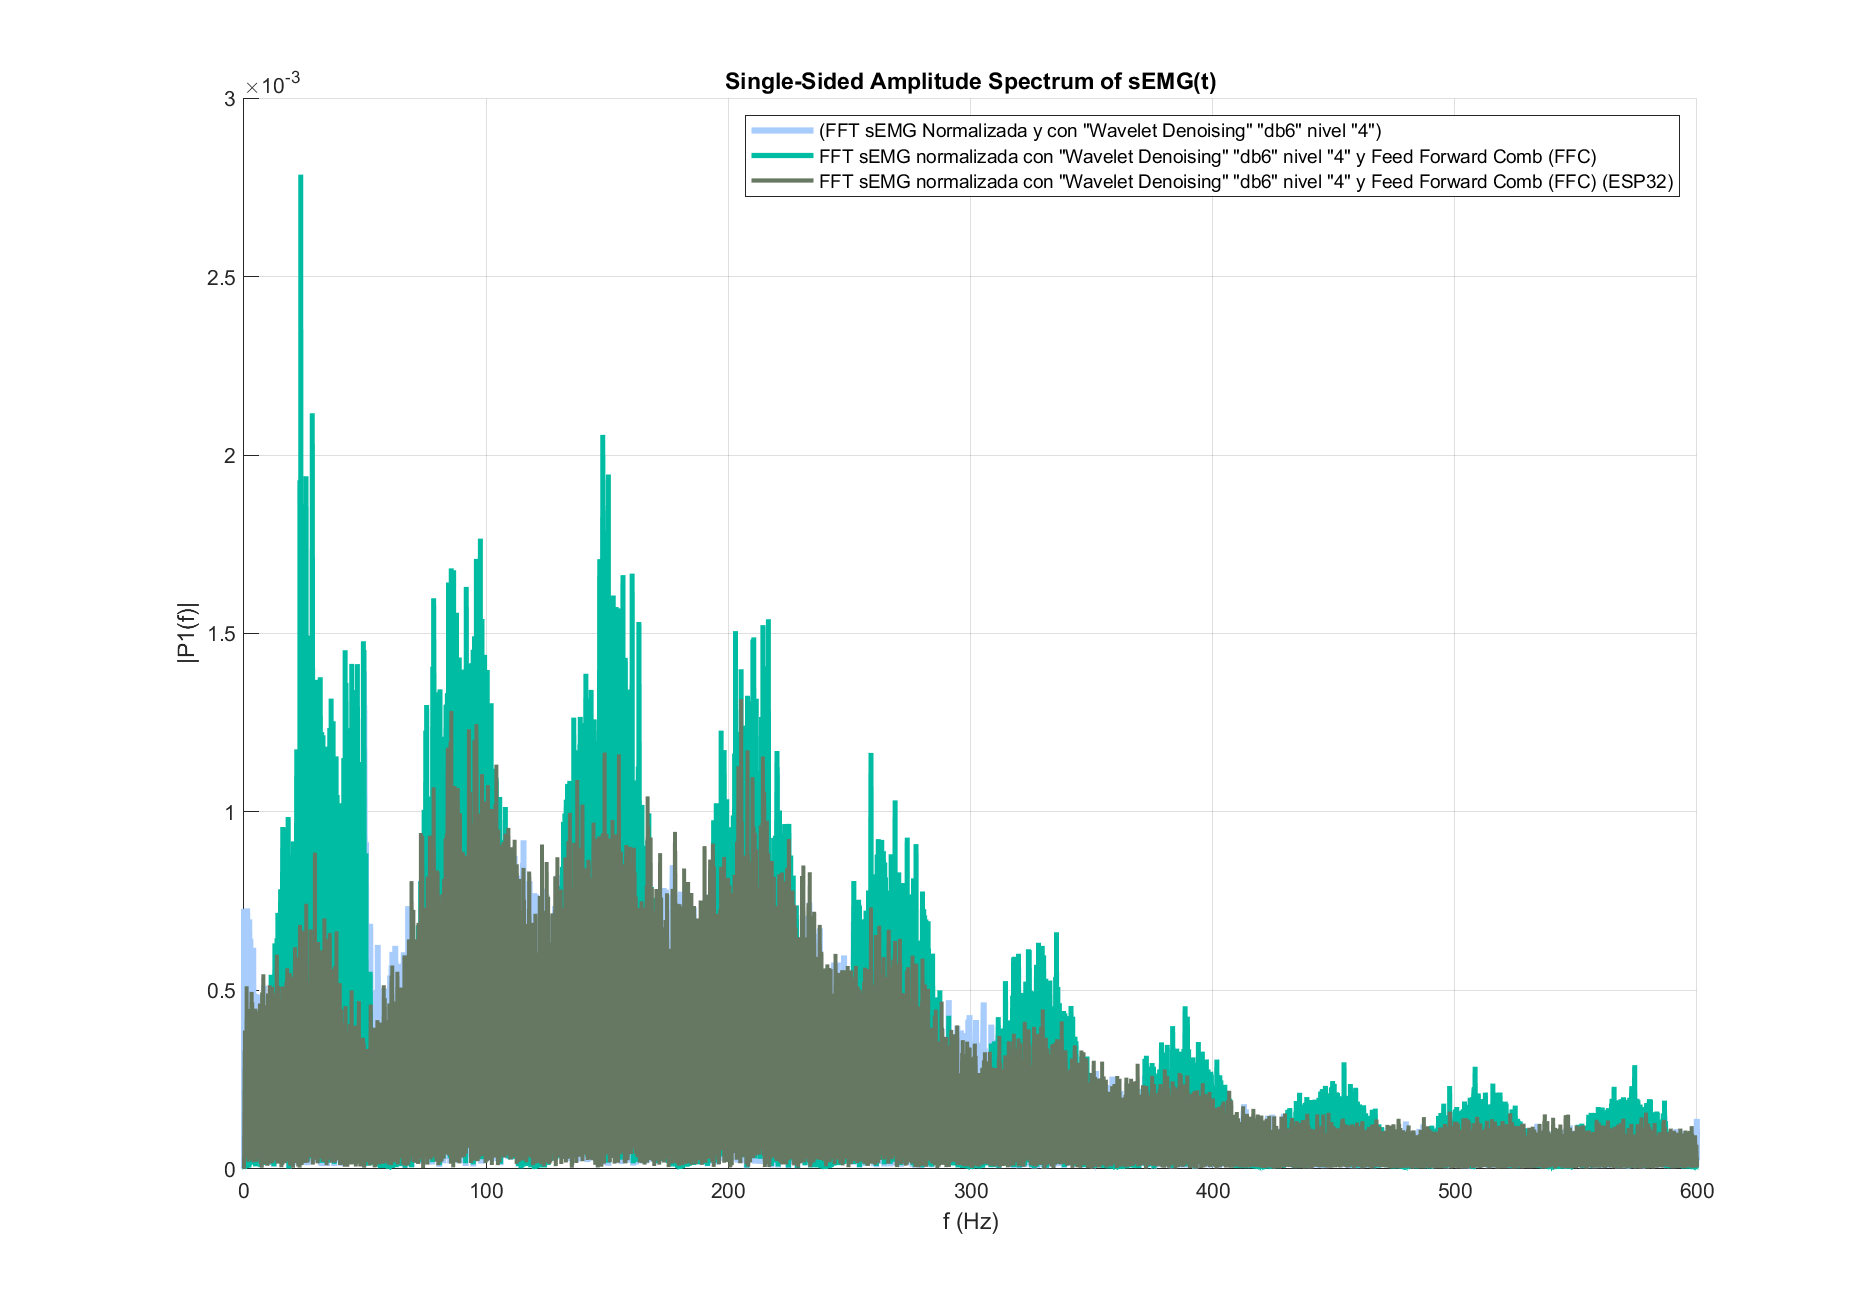 Single-Sided Amplitude Spectrum of sEMG(t)
×10-3
(FFT sEMG Normalizada y con "Wavelet Denoising" "db6" nivel "4")
FFT sEMG normalizada con "Wavelet Denoising" "db6" nivel "4" y Feed Forward Comb (FFC)
FFT sEMG normalizada con "Wavelet Denoising" "db6" nivel "4" y Feed Forward Comb (FFC) (ESP32)
3
2.5
2
1.5
1
0.5
0
|P1(f)|
0 100 200 300 400 500 600
f (Hz)